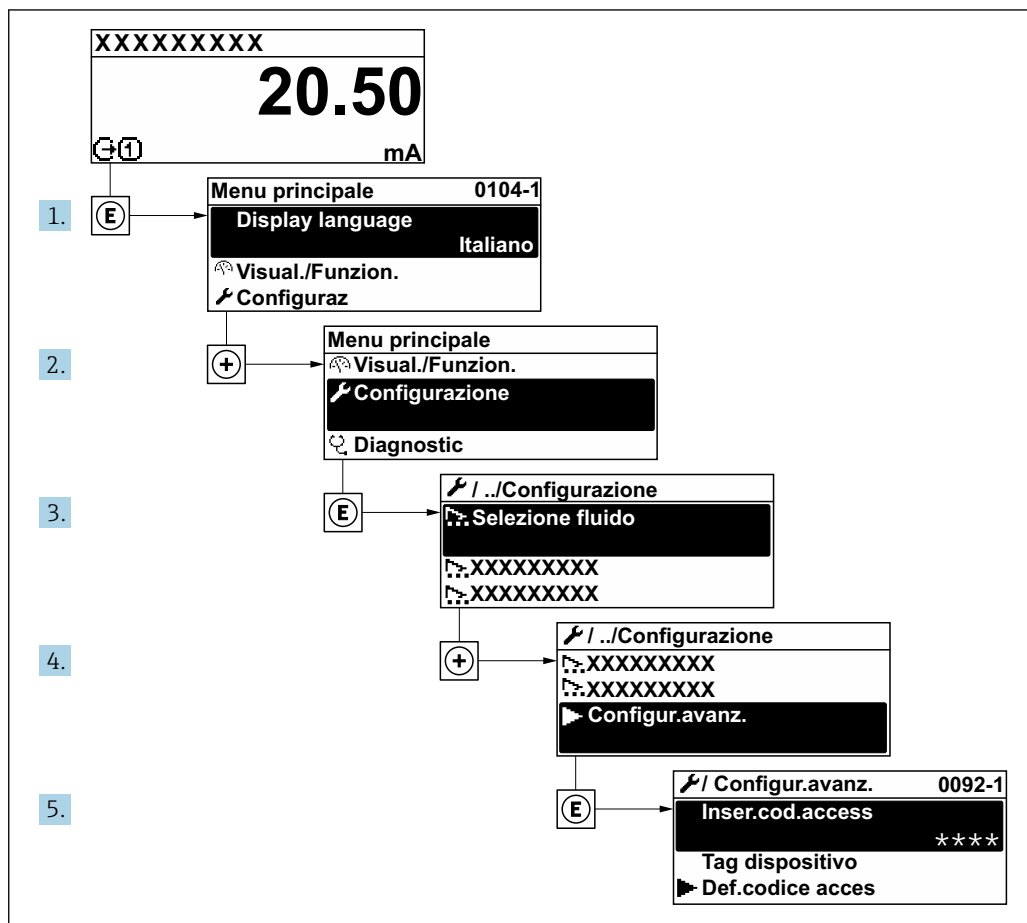 XXXXXXXXX
20.50
1
mA
1.
E
Menu principale 0104-1
Display language
Italiano
Visual./Funzion.
Configuraz
2.
+
Menu principale
Visual./Funzion.
Configurazione
Diagnostic
3.
E
/ ../Configurazione
Selezione fluido
XXXXXXXXX
XXXXXXXXX
4.
+
/ ../Configurazione
XXXXXXXXX
XXXXXXXXX
Configur.avanz.
5.
E
/ Configur.avanz. 0092-1
Inser.cod.access
****
Tag dispositivo
Def.codice acces